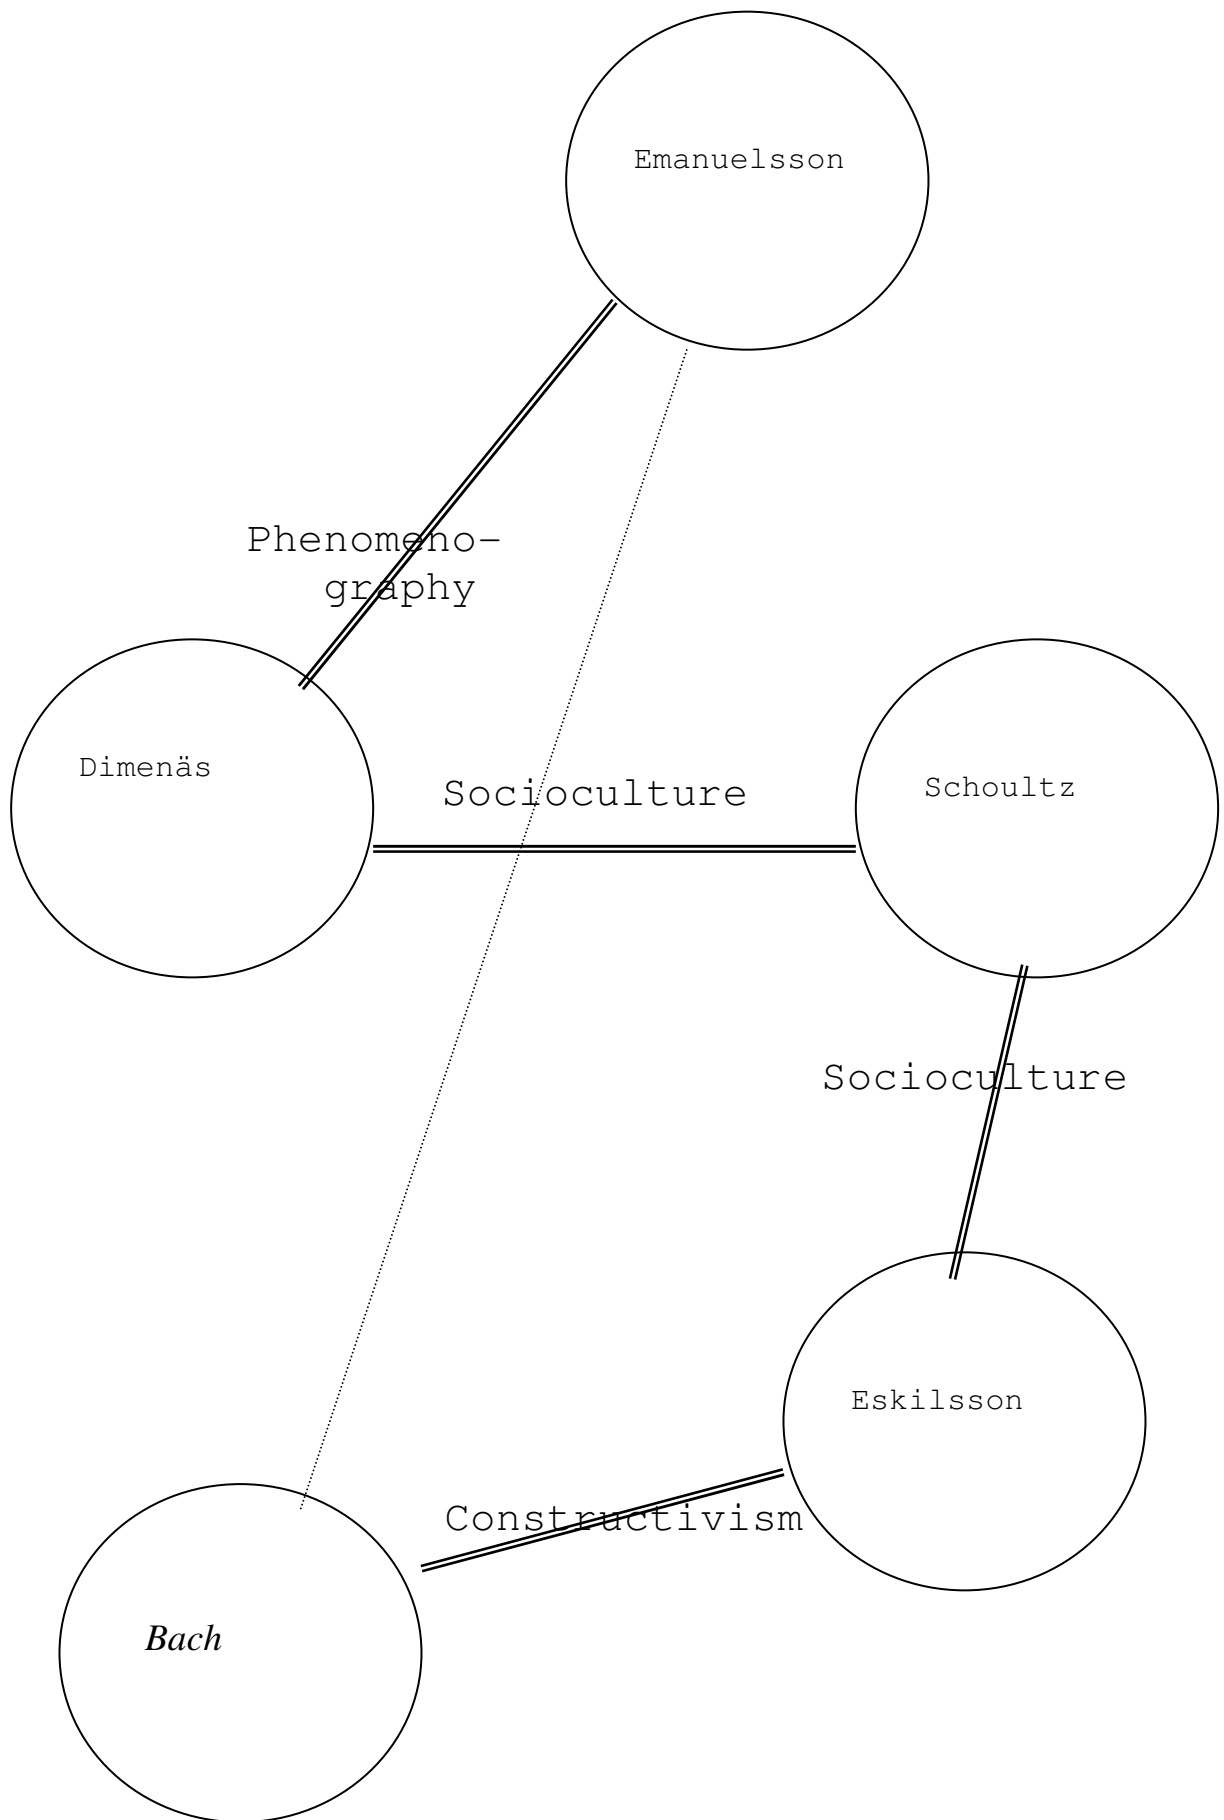 Emanuelsson
Phenomeno-
graphy
Dimenäs
Socioculture
Schoultz
Socioculture
Eskilsson
Constructivism
Bach